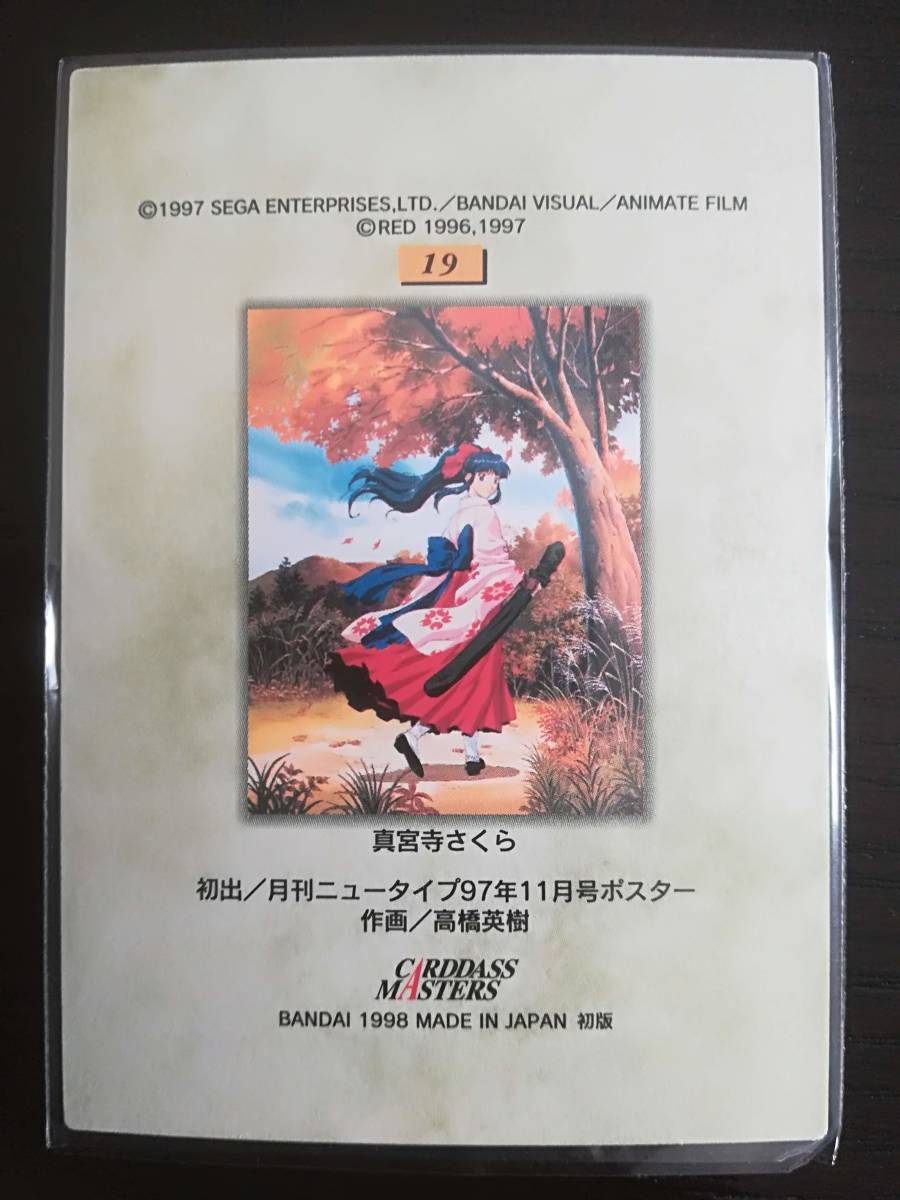 ©1997 SEGA ENTERPRISES,LTD.／BANDAI VISUAL／ANIMATE FILM
©RED 1996,1997
19
真宮寺さくら
初出／月刊ニュータイプ97年11月号ポスター
作画／高橋英樹
CARDDASS
MASTERS
BANDAI 1998 MADE IN JAPAN 初版